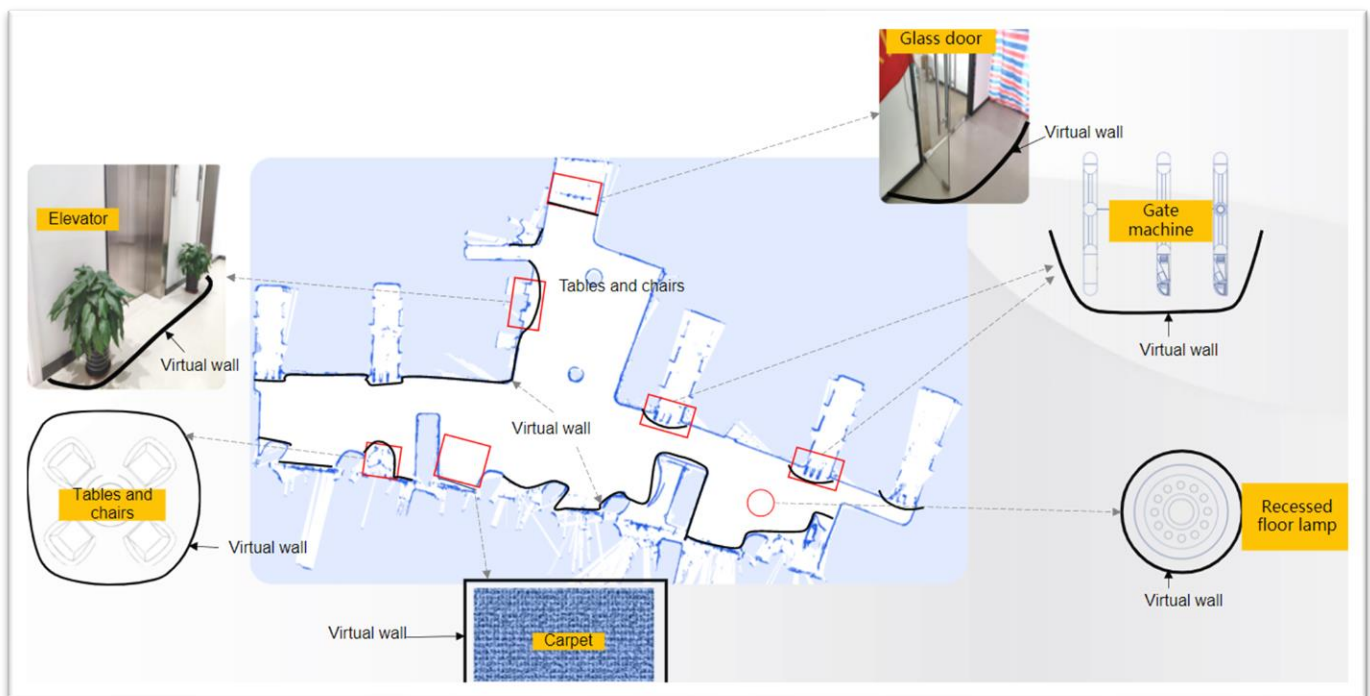 Glass door
Virtual wall
Elevator
Gate
machine
Tables and chairs
Virtual wall
Virtual wall
Virtual wall
Tables and
chairs
Virtual wall
Recessed
floor lamp
Virtual wall
Virtual wall
Carpet